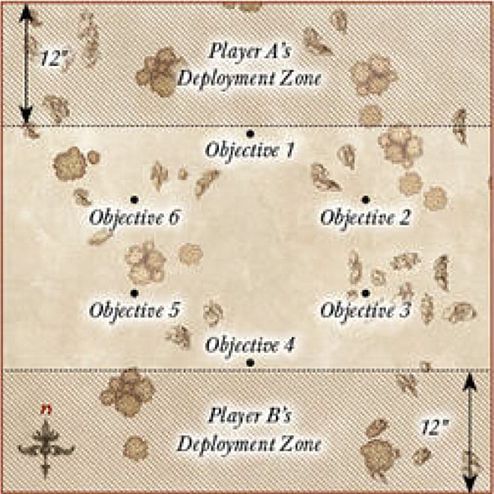 12"
Player A's
Deployment Zone
Objective 1
Objective 6
Objective 2
Objective 5
Objective 3
Objective 4
n
Player B's
Deployment Zone
12"